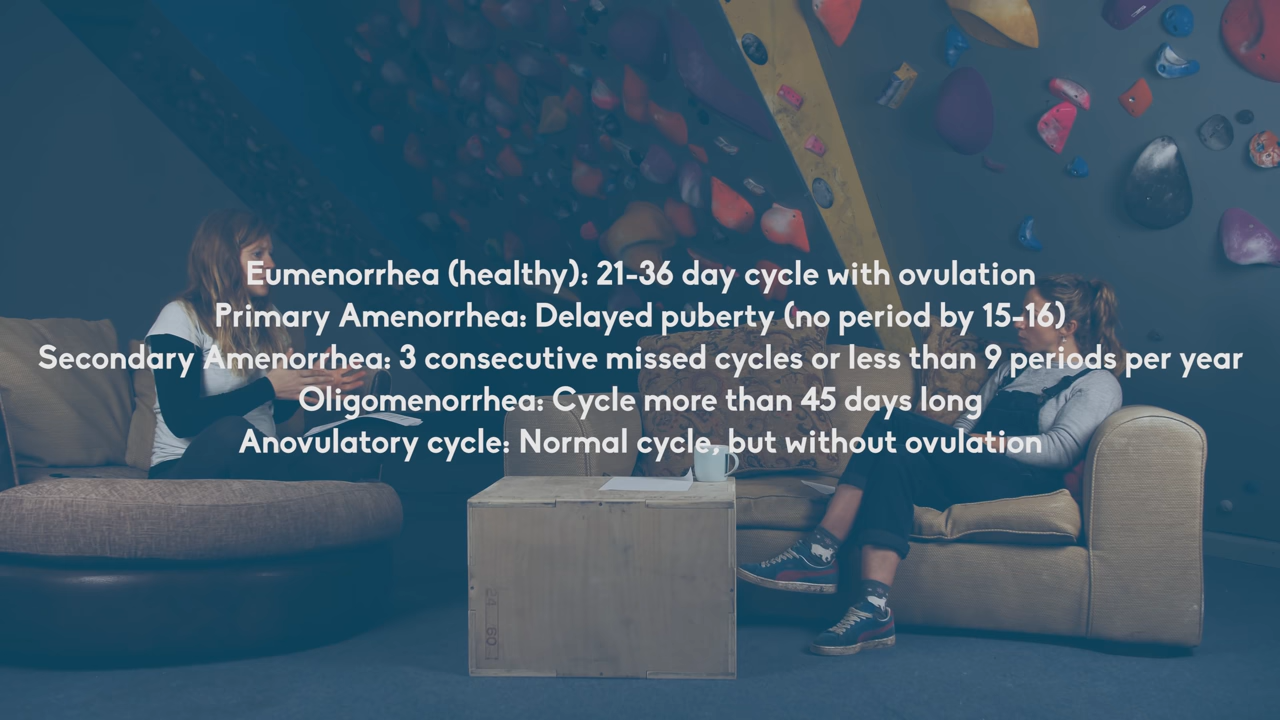 Eumenorrhea (healthy): 21-36 day cycle with ovulation
Primary Amenorrhea: Delayed puberty (no period by 15-16)
Secondary Amenorrhea: 3 consecutive missed cycles or less than 9 periods per year
Oligomenorrhea: Cycle more than 45 days long
Anovulatory cycle: Normal cycle, but without ovulation